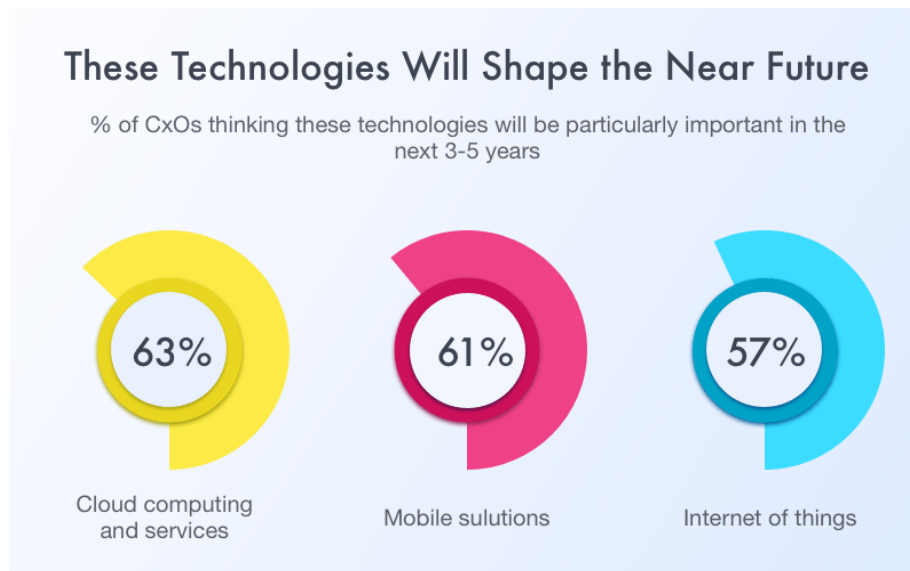 These Technologies Will Shape the Near Future
% of CxOs thinking these technologies will be particularly important in the
next 3-5 years
63%
61%
57%
Cloud computing
and services
Mobile sulutions
Internet of things